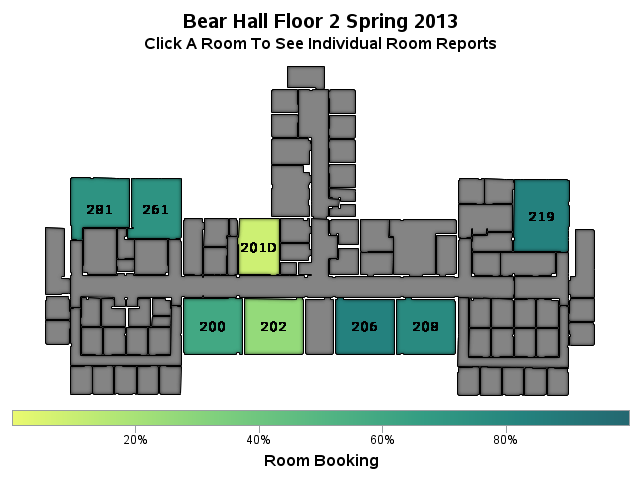 Bear Hall Floor 2 Spring 2013
Click A Room To See Individual Room Reports
281 261 219
201D
200 202 206 208
20% 40% 60% 80%
Room Booking